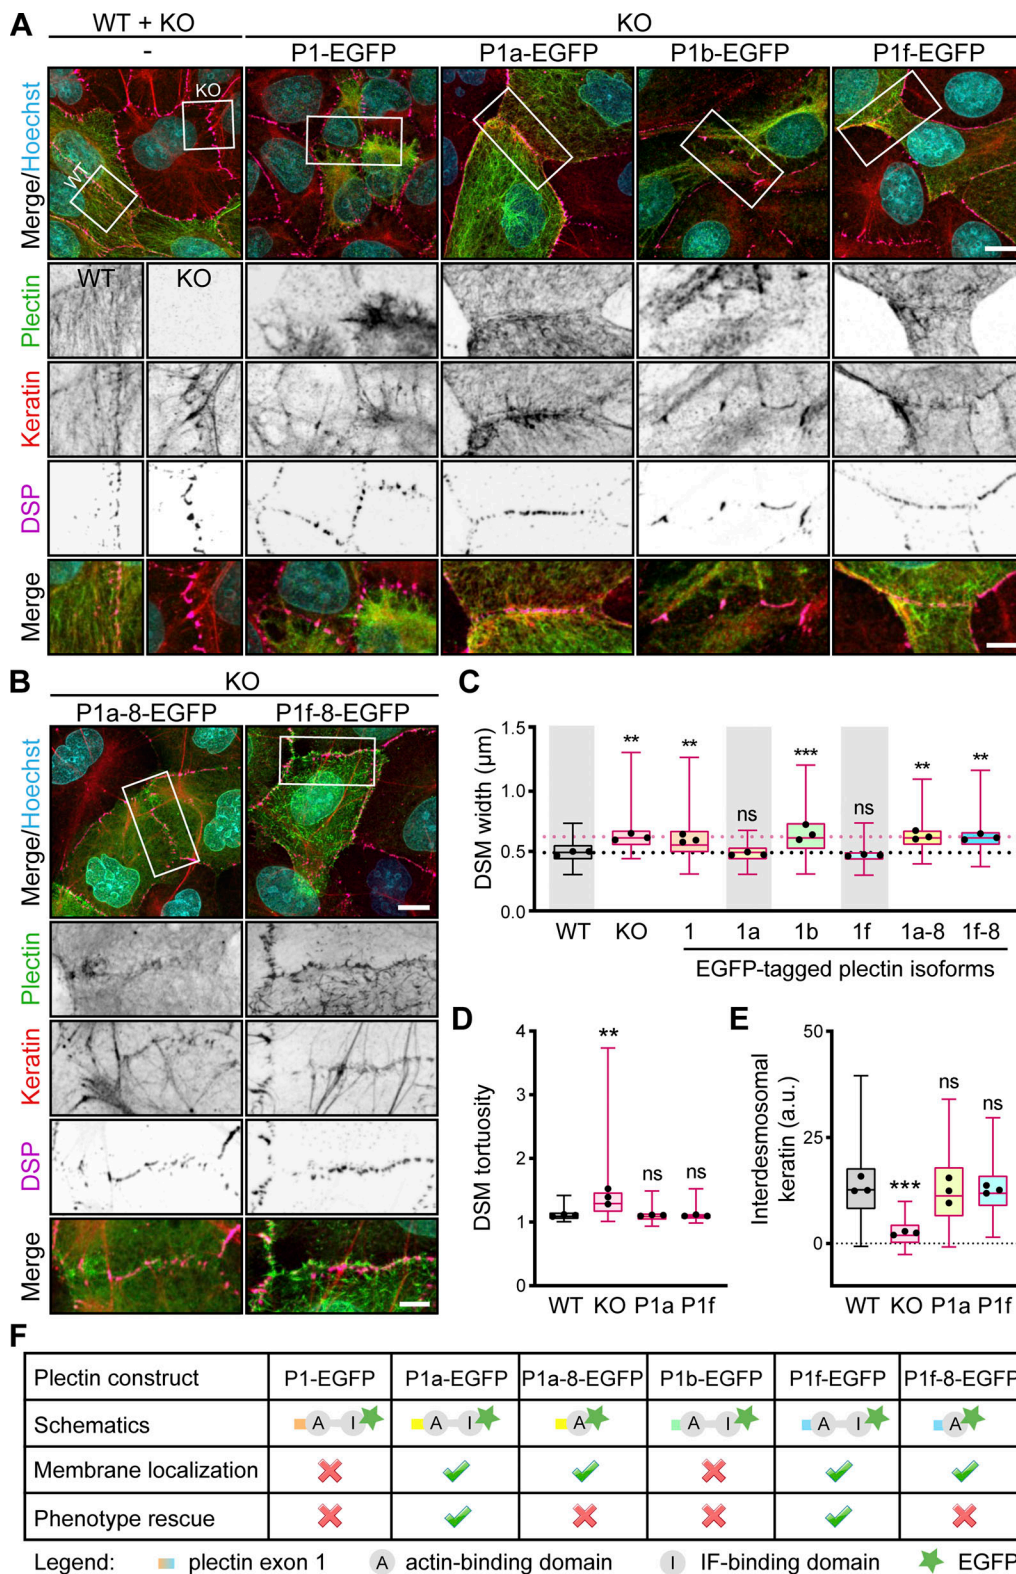 A
WT + KO
KO
-
P1-EGFP
P1a-EGFP
P1b-EGFP
P1f-EGFP
Merge/Hoechst
KO
WT
Plectin
WT
KO
Keratin
DSP
Merge
B
KO
P1a-8-EGFP
P1f-8-EGFP
Merge/Hoechst
Plectin
Keratin
DSP
Merge
C
DSM width (µm)
1.5
1.0
0.5
0.0
** ** ns *** ns ** **
WT KO 1 1a 1b 1f 1a-8 1f-8
EGFP-tagged plectin isoforms
D
DSM tortuosity
4
3
2
1
0
** ns ns
WT KO P1a P1f
E
Interdesmosomal
keratin (a.u.)
50
25
0
*** ns ns
WT KO P1a P1f
F
Plectin construct P1-EGFP P1a-EGFP P1a-8-EGFP P1b-EGFP P1f-EGFP P1f-8-EGFP
Schematics A I A I A A I A I A
Membrane localization
Phenotype rescue
Legend: plectin exon 1 A actin-binding domain I IF-binding domain EGFP